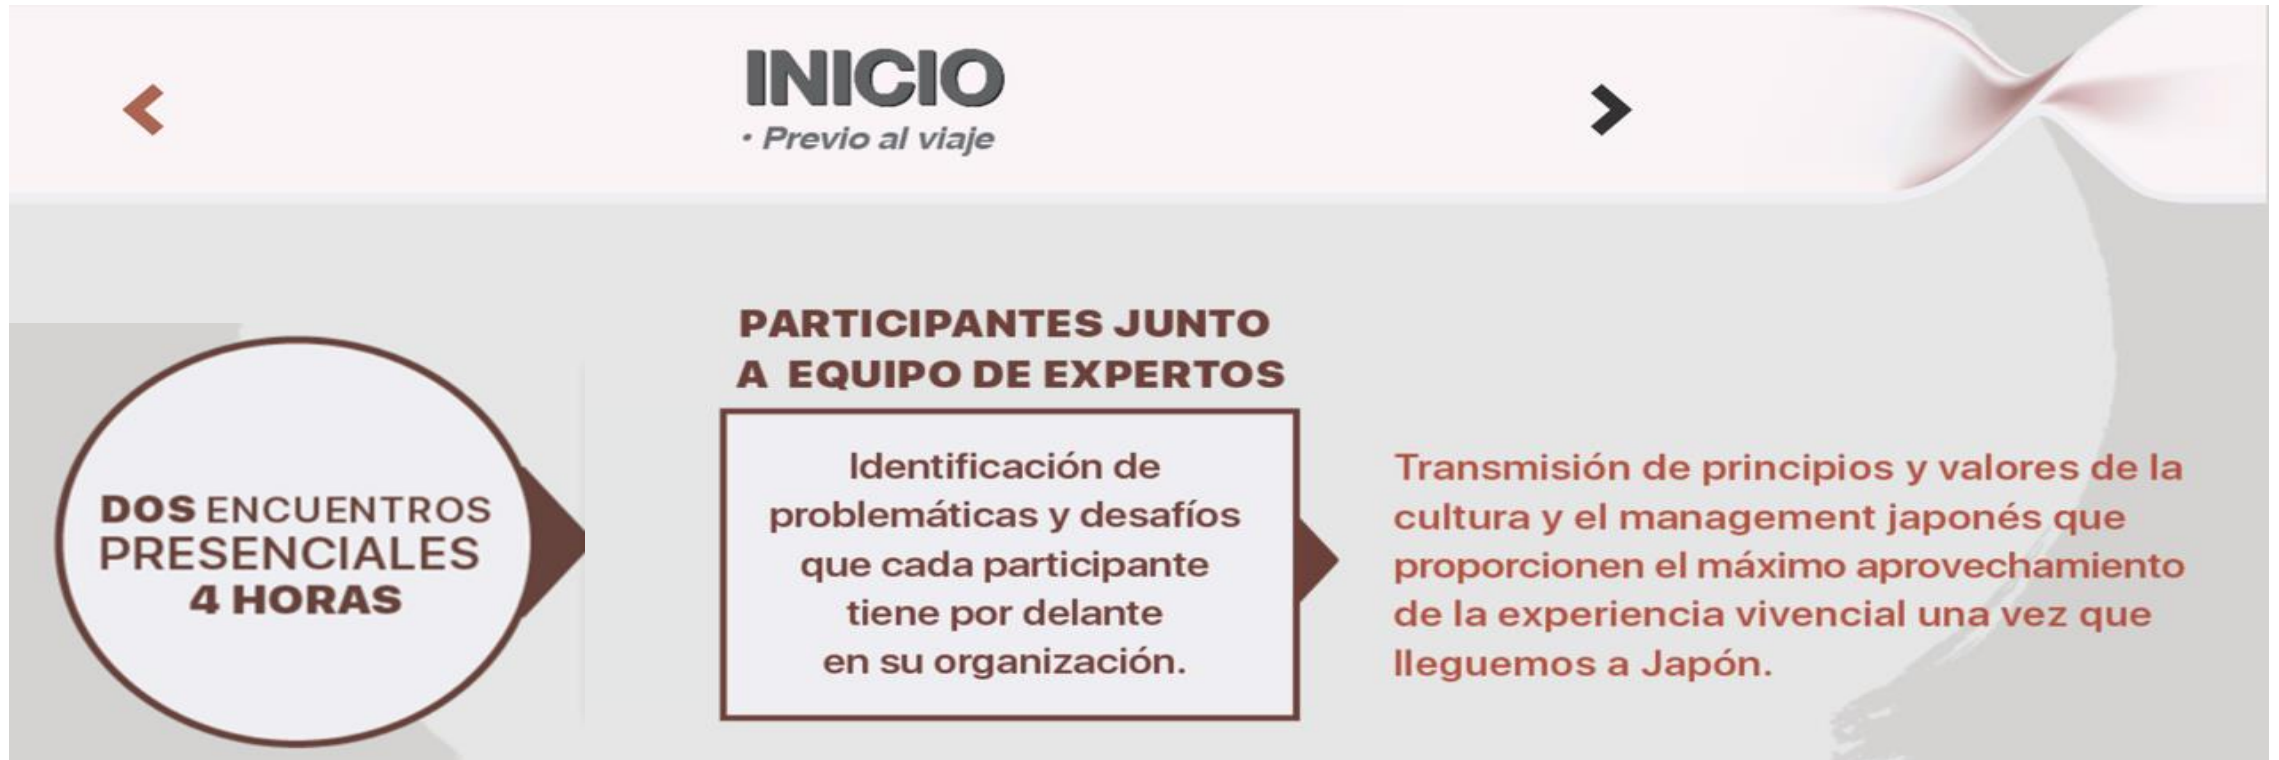 INICIO
• Previo al viaje
DOS ENCUENTROS
PRESENCIALES
4 HORAS
PARTICIPANTES JUNTO
A EQUIPO DE EXPERTOS
Identificación de
problemáticas y desafíos
que cada participante
tiene por delante
en su organización.
Transmisión de principios y valores de la
cultura y el management japonés que
proporcionen el máximo aprovechamiento
de la experiencia vivencial una vez que
lleguemos a Japón.